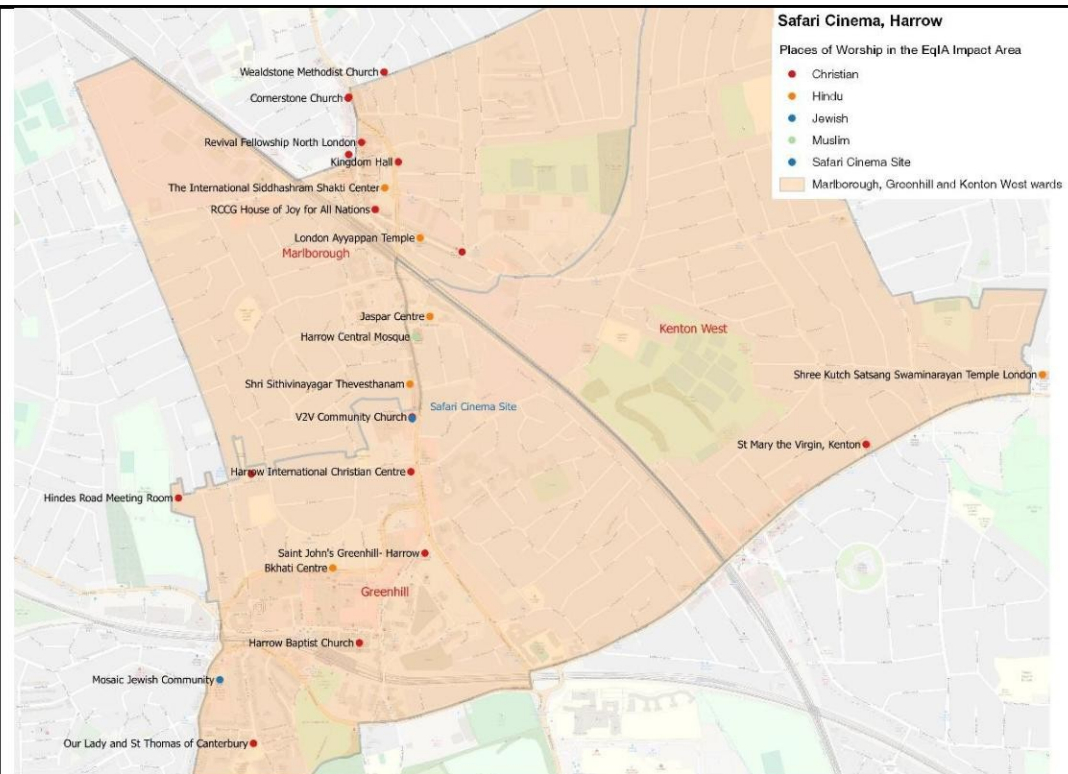 Safari Cinema, Harrow
Places of Worship in the EqIA Impact Area
Christian
Hindu
Jewish
Muslim
Safari Cinema Site
Marlborough, Greenhill and Kenton West wards
Wealdstone Methodist Church
Cornerstone Church
Revival Fellowship North London
Kingdom Hall
The International Siddhashram Shakti Center
RCCG House of Joy for All Nations
London Ayyappan Temple
Marlborough
Jaspar Centre
Kenton West
Harrow Central Mosque
Shree Kutch Satsang Swaminarayan Temple London
Shri Sithivinayagar Thevesthanam
Safari Cinema Site
V2V Community Church
St Mary the Virgin, Kenton
Harrow International Christian Centre
Hindes Road Meeting Room
Saint John's Greenhill- Harrow
Bkhati Centre
Greenhill
Harrow Baptist Church
Mosaic Jewish Community
Our Lady and St Thomas of Canterbury